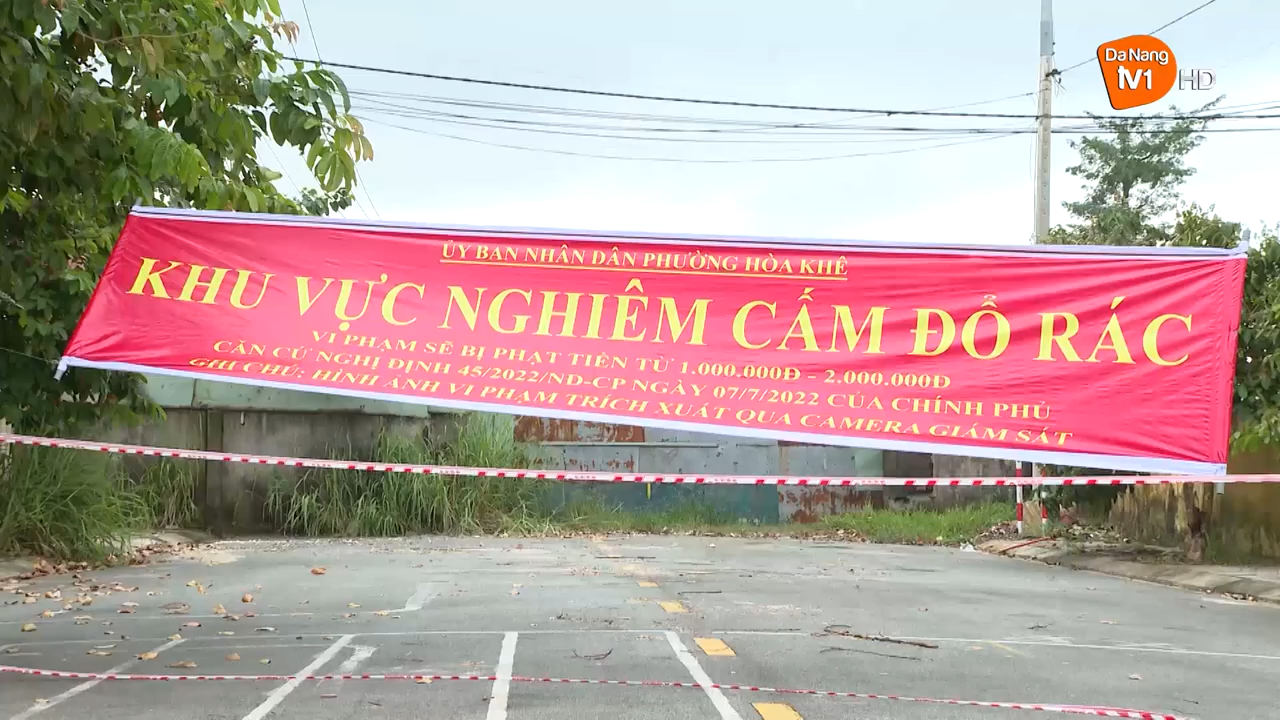 Da Nang
TV1 HD
ỦY BAN NHÂN DÂN PHƯỜNG HÒA KHÊ
KHU VỰC NGHIÊM CẤM ĐỔ RÁC
VI PHẠM SẼ BỊ PHẠT TIỀN TỪ 1.000.000Đ - 2.000.000Đ
CĂN CỨ NGHỊ ĐỊNH 45/2022/NĐ-CP NGÀY 07/7/2022 CỦA CHÍNH PHỦ
GHI CHÚ: HÌNH ẢNH VI PHẠM TRÍCH XUẤT QUA CAMERA GIÁM SÁT